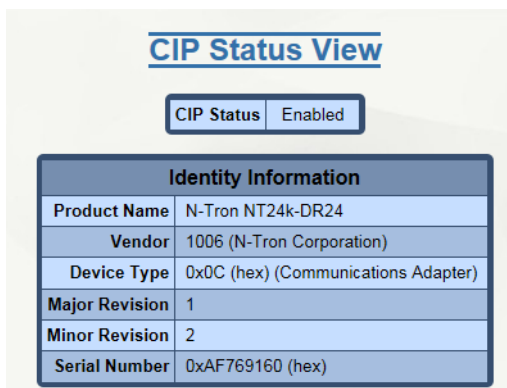 CIP Status View
CIP Status Enabled
Identity Information
Product Name N-Tron NT24k-DR24
Vendor 1006 (N-Tron Corporation)
Device Type 0x0C (hex) (Communications Adapter)
Major Revision 1
Minor Revision 2
Serial Number 0xAF769160 (hex)